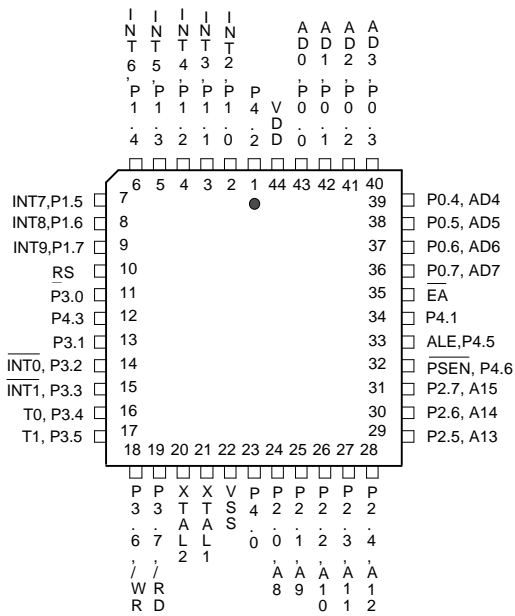 INT6,P1.4
INT5,P1.3
INT4,P1.2
INT3,P1.1
INT2,P1.0
P4.2
VDD
AD0,P0.0
AD1,P0.1
AD2,P0.2
AD3,P0.3
6 5 4 3 2 1 44 43 42 41 40
INT7,P1.5 7 39 P0.4, AD4
INT8,P1.6 8 38 P0.5, AD5
INT9,P1.7 9 37 P0.6, AD6
RS 10 36 P0.7, AD7
P3.0 11 35 EA
P4.3 12 34 P4.1
P3.1 13 33 ALE,P4.5
INT0, P3.2 14 32 PSEN, P4.6
INT1, P3.3 15 31 P2.7, A15
T0, P3.4 16 30 P2.6, A14
T1, P3.5 17 29 P2.5, A13
18 19 20 21 22 23 24 25 26 27 28
P3.6,/WR
P3.7,/RD
XTAL2
XTAL1
VSS
P4.0
P2.0,A8
P2.1,A9
P2.2,A10
P2.3,A11
P2.4,A12